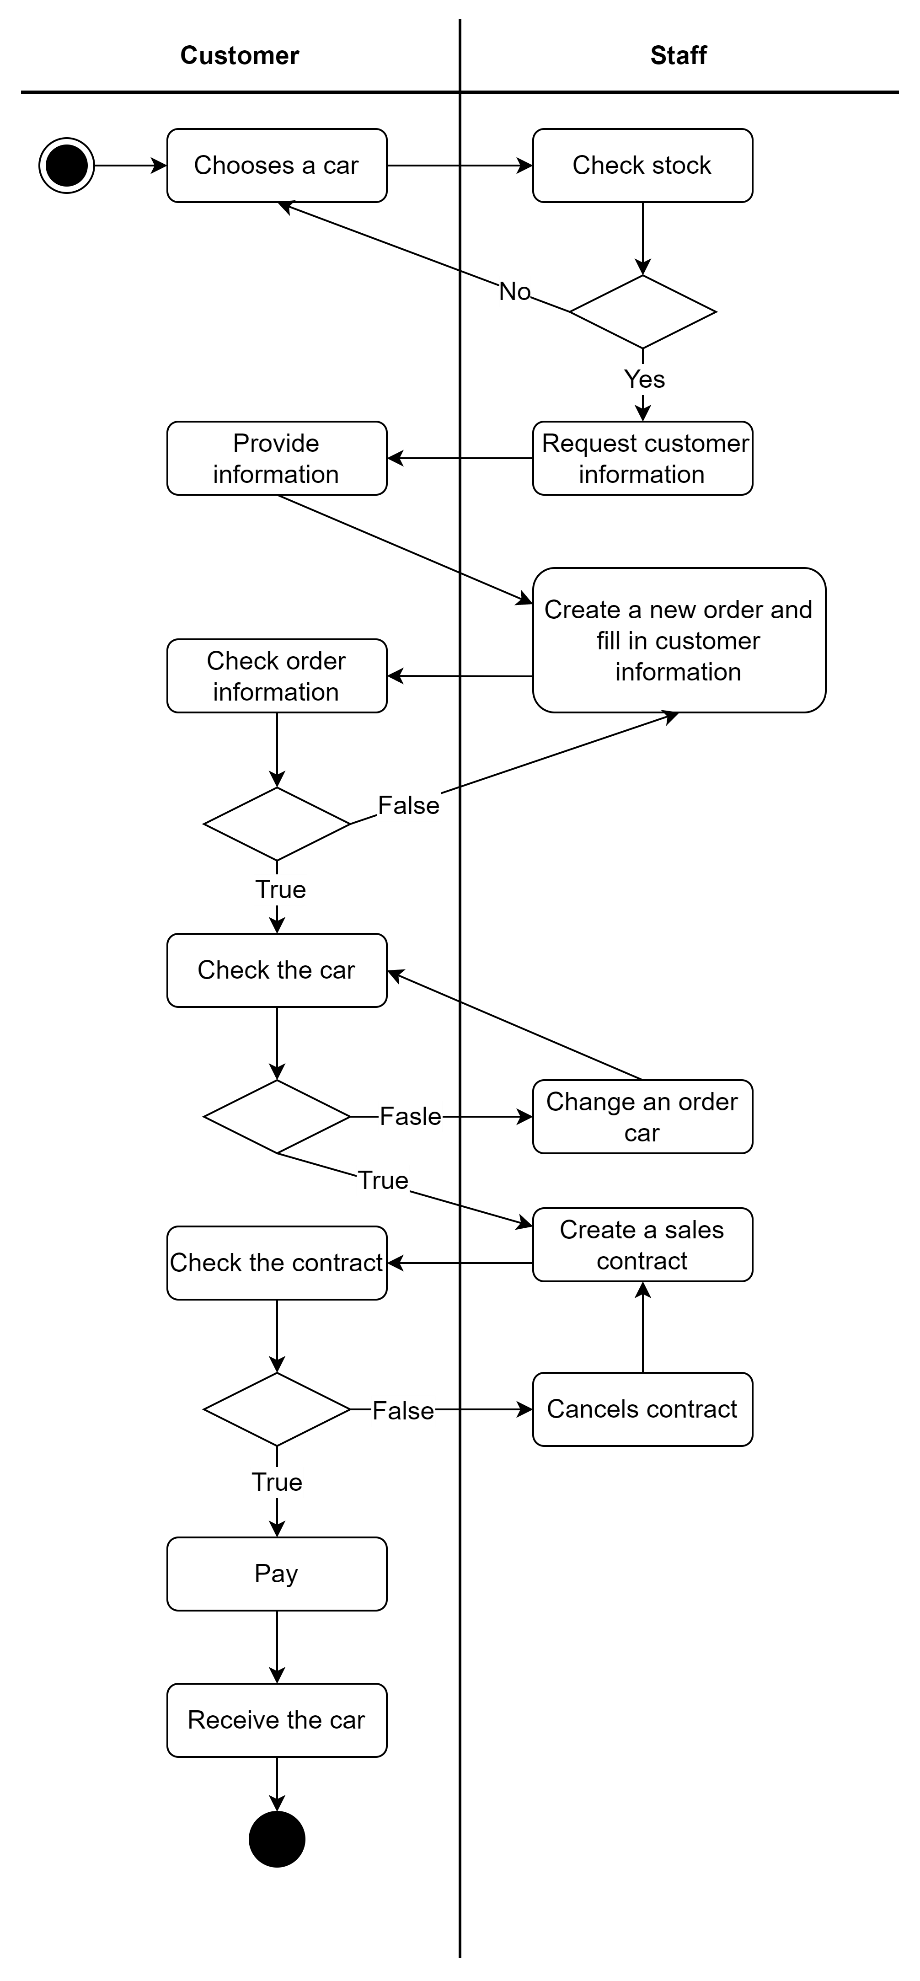 Customer
Staff
Chooses a car
Check stock
No
Yes
Request customer
information
Provide
information
Create a new order and
fill in customer
information
Check order
information
False
True
Check the car
Fasle
Change an order
car
True
Create a sales
contract
Check the contract
False
Cancels contract
True
Pay
Receive the car